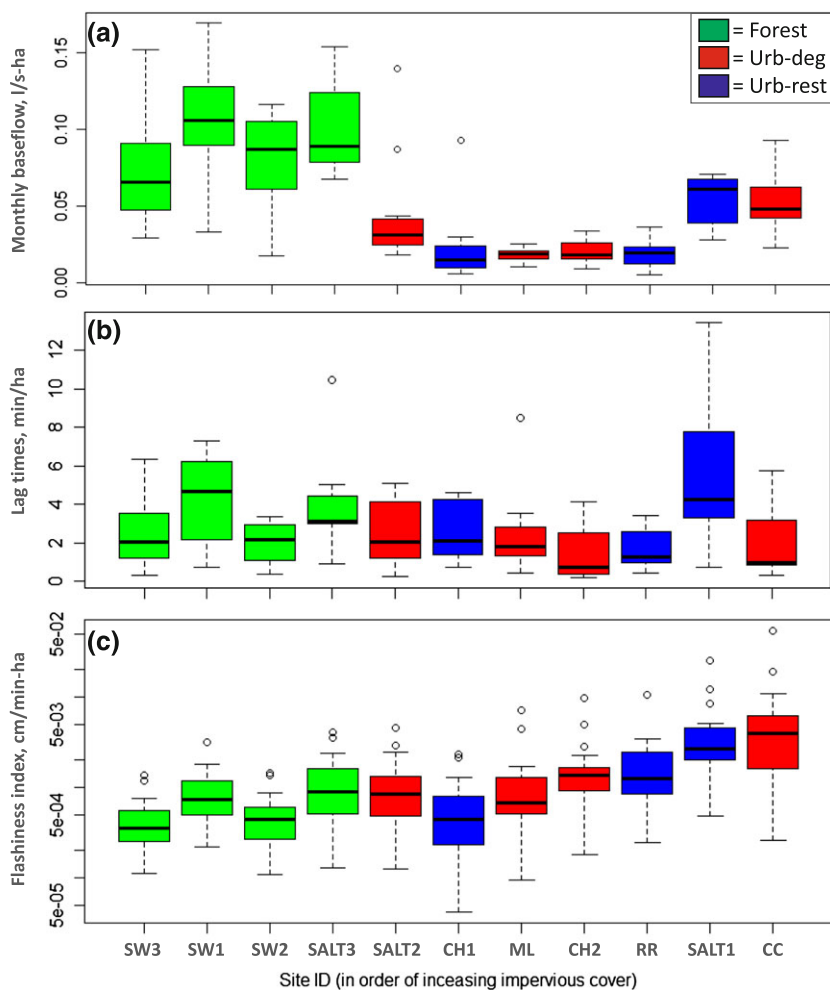 (a)
= Forest
= Urb-deg
= Urb-rest
Monthly baseflow, l/s-ha
0.15
0.10
0.05
0.00
(b)
Lag times, min/ha
12
10
8
6
4
2
0
(c)
Flashiness index, cm/min-ha
5e-02
5e-03
5e-04
5e-05
SW3 SW1 SW2 SALT3 SALT2 CH1 ML CH2 RR SALT1 CC
Site ID (in order of inceasing impervious cover)